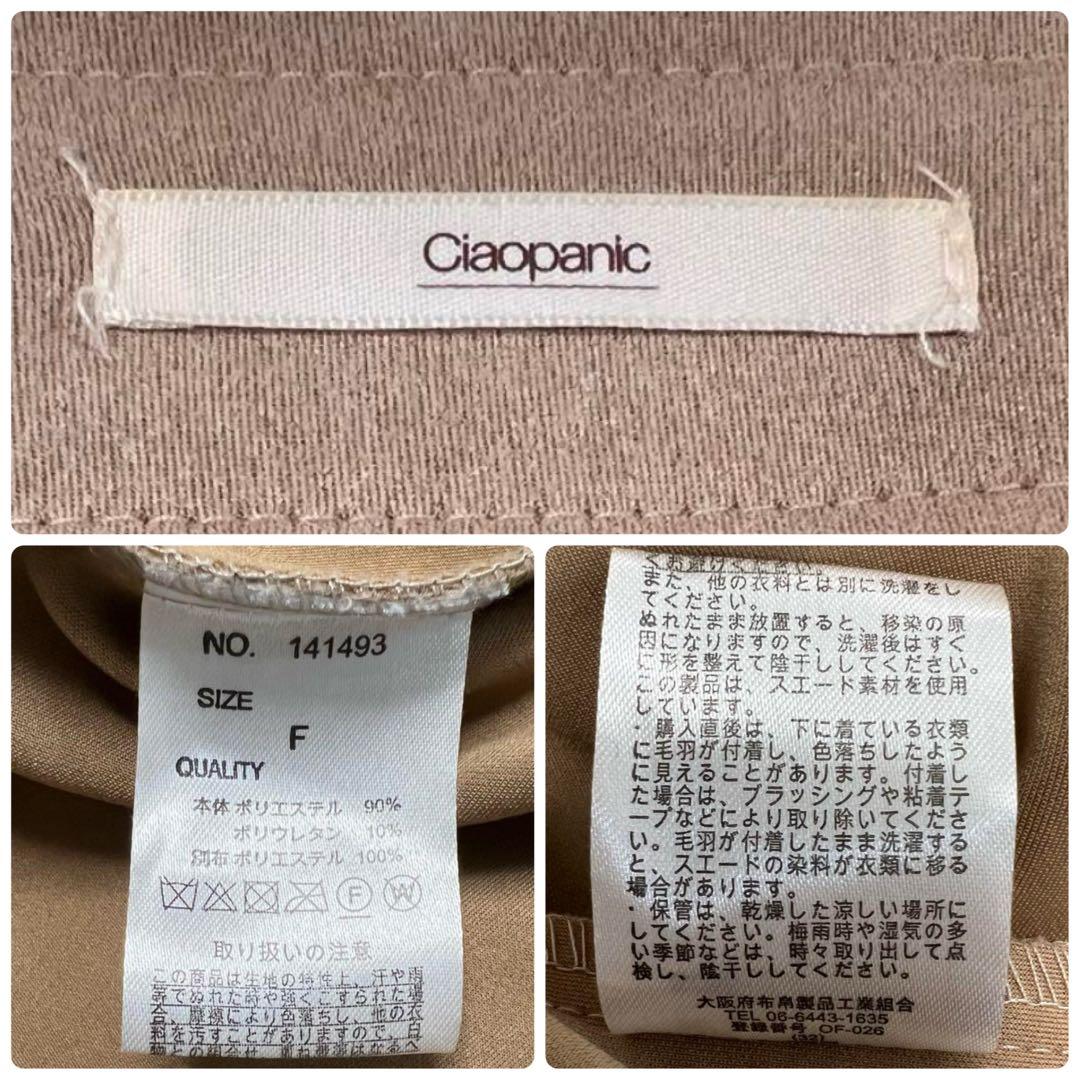 Ciaopanic
NO. 141493
SIZE
F
QUALITY
本体 ポリエステル 90%
ポリウレタン 10%
別布 ポリエステル 100%
F W
取り扱いの注意
この商品は生地の特性上、汗や雨
等でぬれた時や強くこすられた場
合、摩擦により色落ちし、他の衣
料を汚すことがありますので、白
物との組合せ
くお避けください。
また、他の衣料とは別に洗濯をし
てください。
ぬれたまま放置すると、移染の原
因になりますので、洗濯後はすぐ
に形を整えて陰干ししてください。
この製品は、スエード素材を使用
しています。
・購入直後は、下に着ている衣類
に毛羽が付着し、色落ちしたよう
に見えることがあります。付着し
た場合は、ブラッシングや粘着テ
ープなどにより取り除いてくださ
い。毛羽が付着したまま洗濯する
と、スエードの染料が衣類に移る
場合があります。
・保管は、乾燥した涼しい場所に
してください。梅雨時や湿気の多
い季節などは、時々取り出して点
検し、陰干ししてください。
大阪府布帛製品工業組合
TEL 06-6443-1635
登録番号 OF-026
(32)